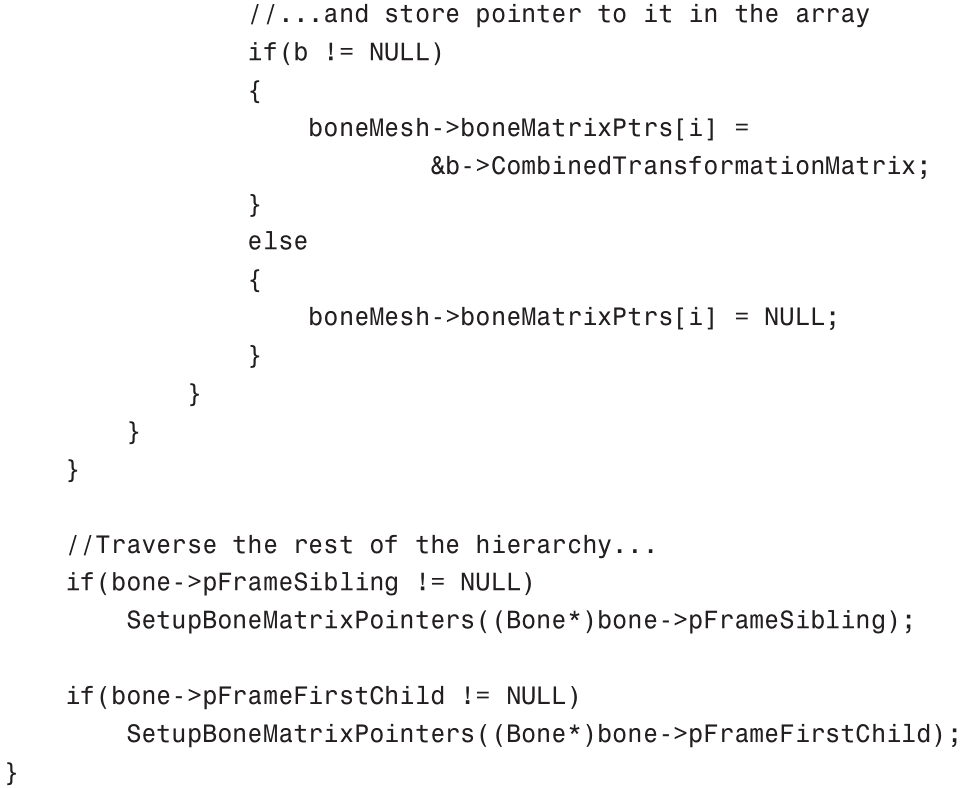 //...and store pointer to it in the array
if(b != NULL)
{
boneMesh->boneMatrixPtrs[i] =
&b->CombinedTransformationMatrix;
}
else
{
boneMesh->boneMatrixPtrs[i] = NULL;
}
}
}
}
//Traverse the rest of the hierarchy...
if(bone->pFrameSibling != NULL)
SetupBoneMatrixPointers((Bone*)bone->pFrameSibling);
if(bone->pFrameFirstChild != NULL)
SetupBoneMatrixPointers((Bone*)bone->pFrameFirstChild);
}